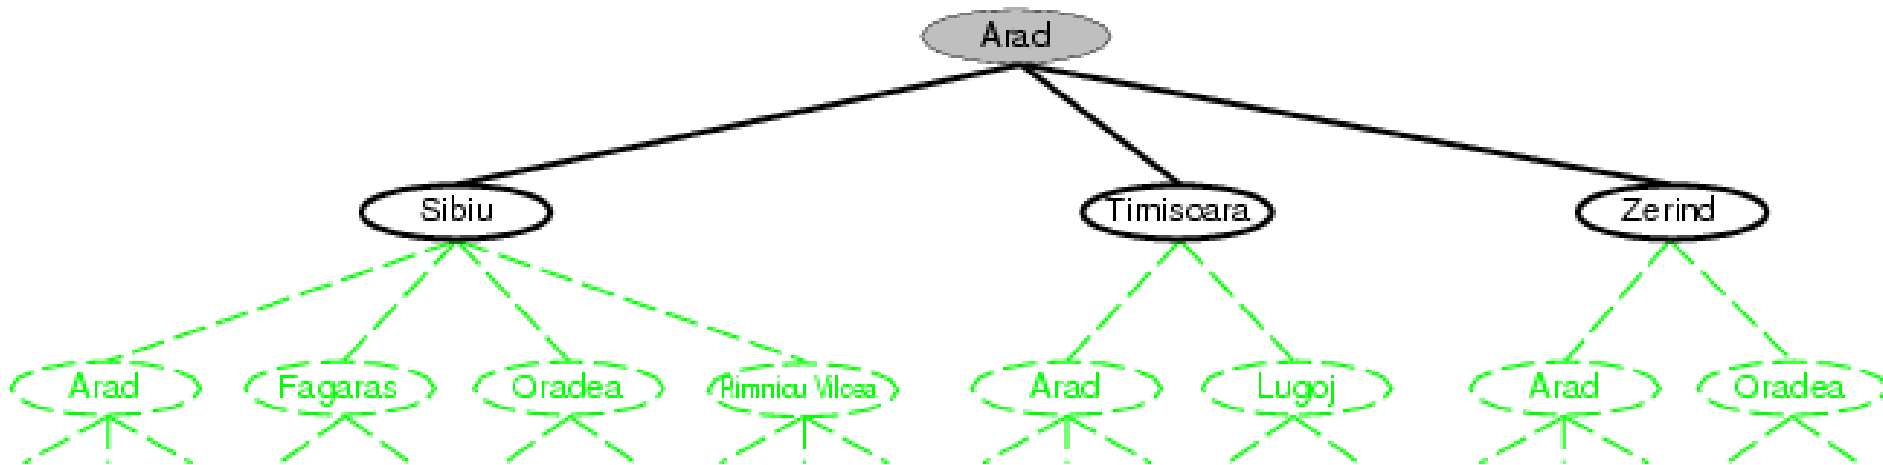 Arad
Sibiu
Timisoara
Zerind
Arad
Fagaras
Oradea
Rimnicu Vilcea
Arad
Lugoj
Arad
Oradea